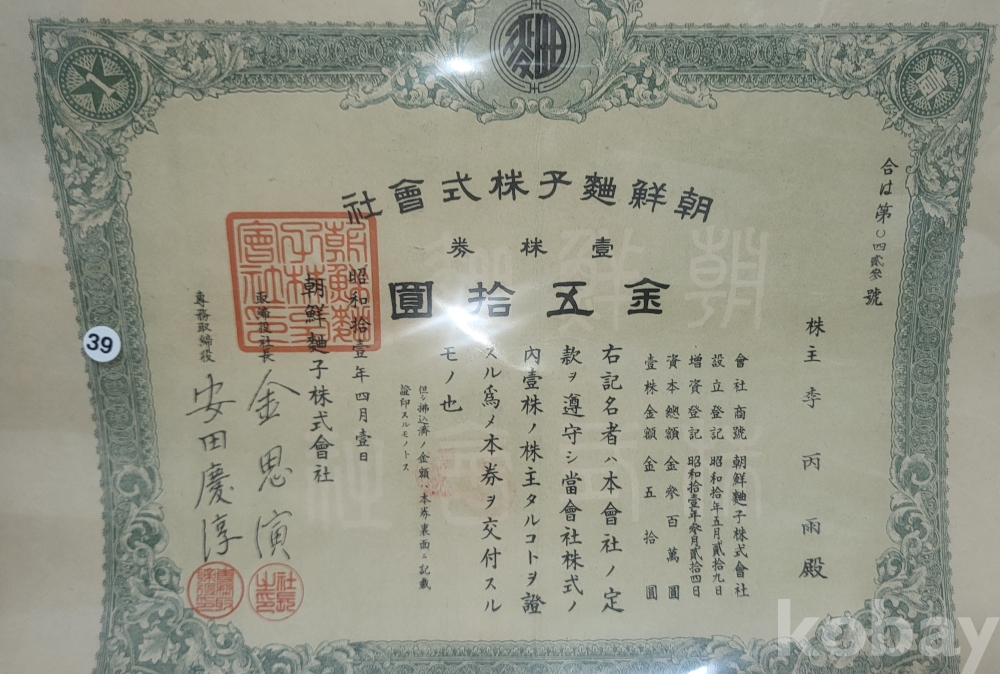 合は第〇四貳參號
朝鮮麯子株式會社
壹株券
金五拾圓
株主 李丙雨殿
會社商號 朝鮮麯子株式會社
設立登記 昭和拾年五月貳拾九日
增資登記 昭和拾壹年參月貳拾四日
資本總額 金參百萬圓
壹株金額 金五拾圓
右記名者ハ本會社ノ定
款ヲ遵守シ當會社株式ノ
內壹株ノ株主タルコトヲ證
スル爲メ本券ヲ交付スル
モノ也
但シ拂込濟ノ金額ハ本券裏面ニ記載
證印スルモノトス
昭和拾壹年四月壹日
朝鮮麯子株式會社
取締役社長 金思演
專務取締役 安田慶淳
39
kobay